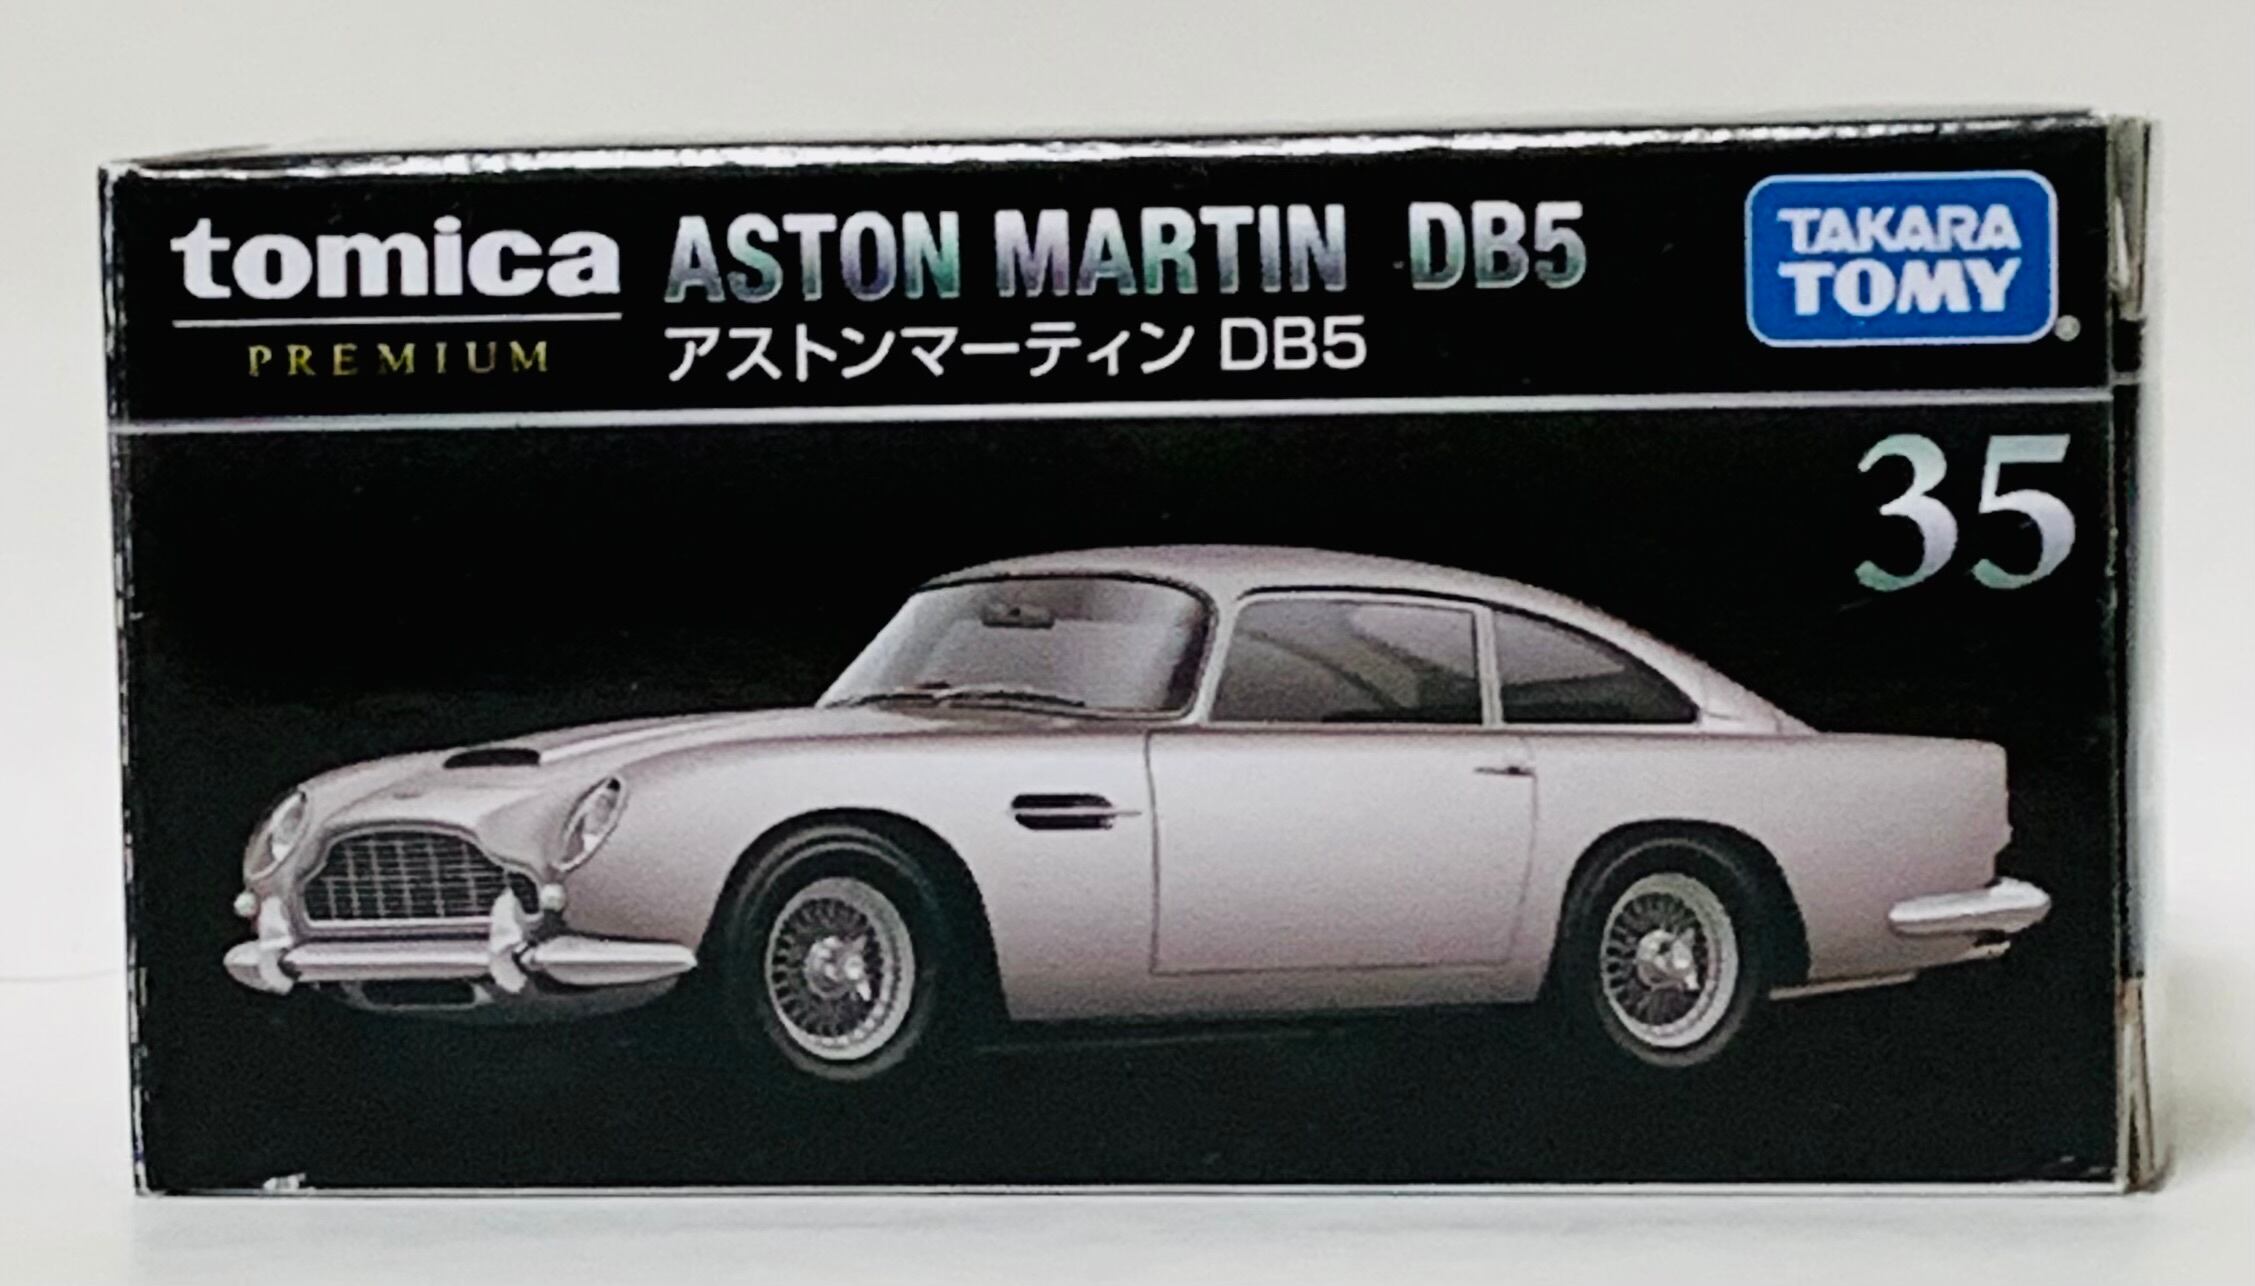 tomica
PREMIUM
ASTON MARTIN DB5
アストンマーティン DB5
TAKARA
TOMY
®
35